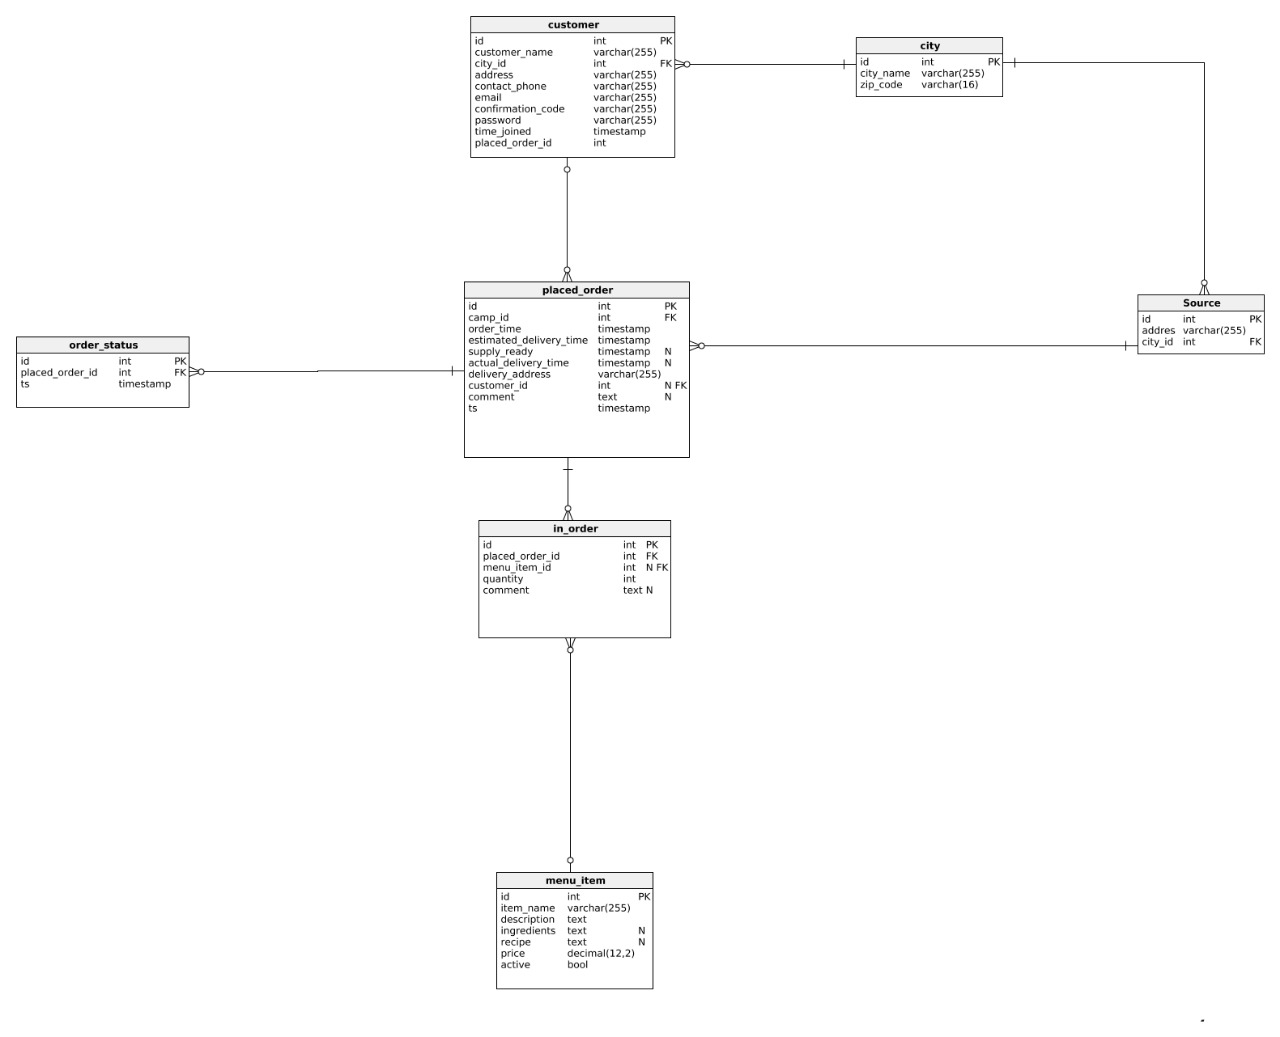 customer
id int PK
customer_name varchar(255)
city_id int FK
address varchar(255)
contact_phone varchar(255)
email varchar(255)
confirmation_code varchar(255)
password varchar(255)
time_joined timestamp
placed_order_id int
city
id int PK
city_name varchar(255)
zip_code varchar(16)
placed_order
id int PK
camp_id int FK
order_time timestamp
estimated_delivery_time timestamp
supply_ready timestamp N
actual_delivery_time timestamp N
delivery_address varchar(255)
customer_id int N FK
comment text N
ts timestamp
Source
id int PK
addres varchar(255)
city_id int FK
order_status
id int PK
placed_order_id int FK
ts timestamp
in_order
id int PK
placed_order_id int FK
menu_item_id int N FK
quantity int
comment text N
menu_item
id int PK
item_name varchar(255)
description text
ingredients text N
recipe text N
price decimal(12,2)
active bool